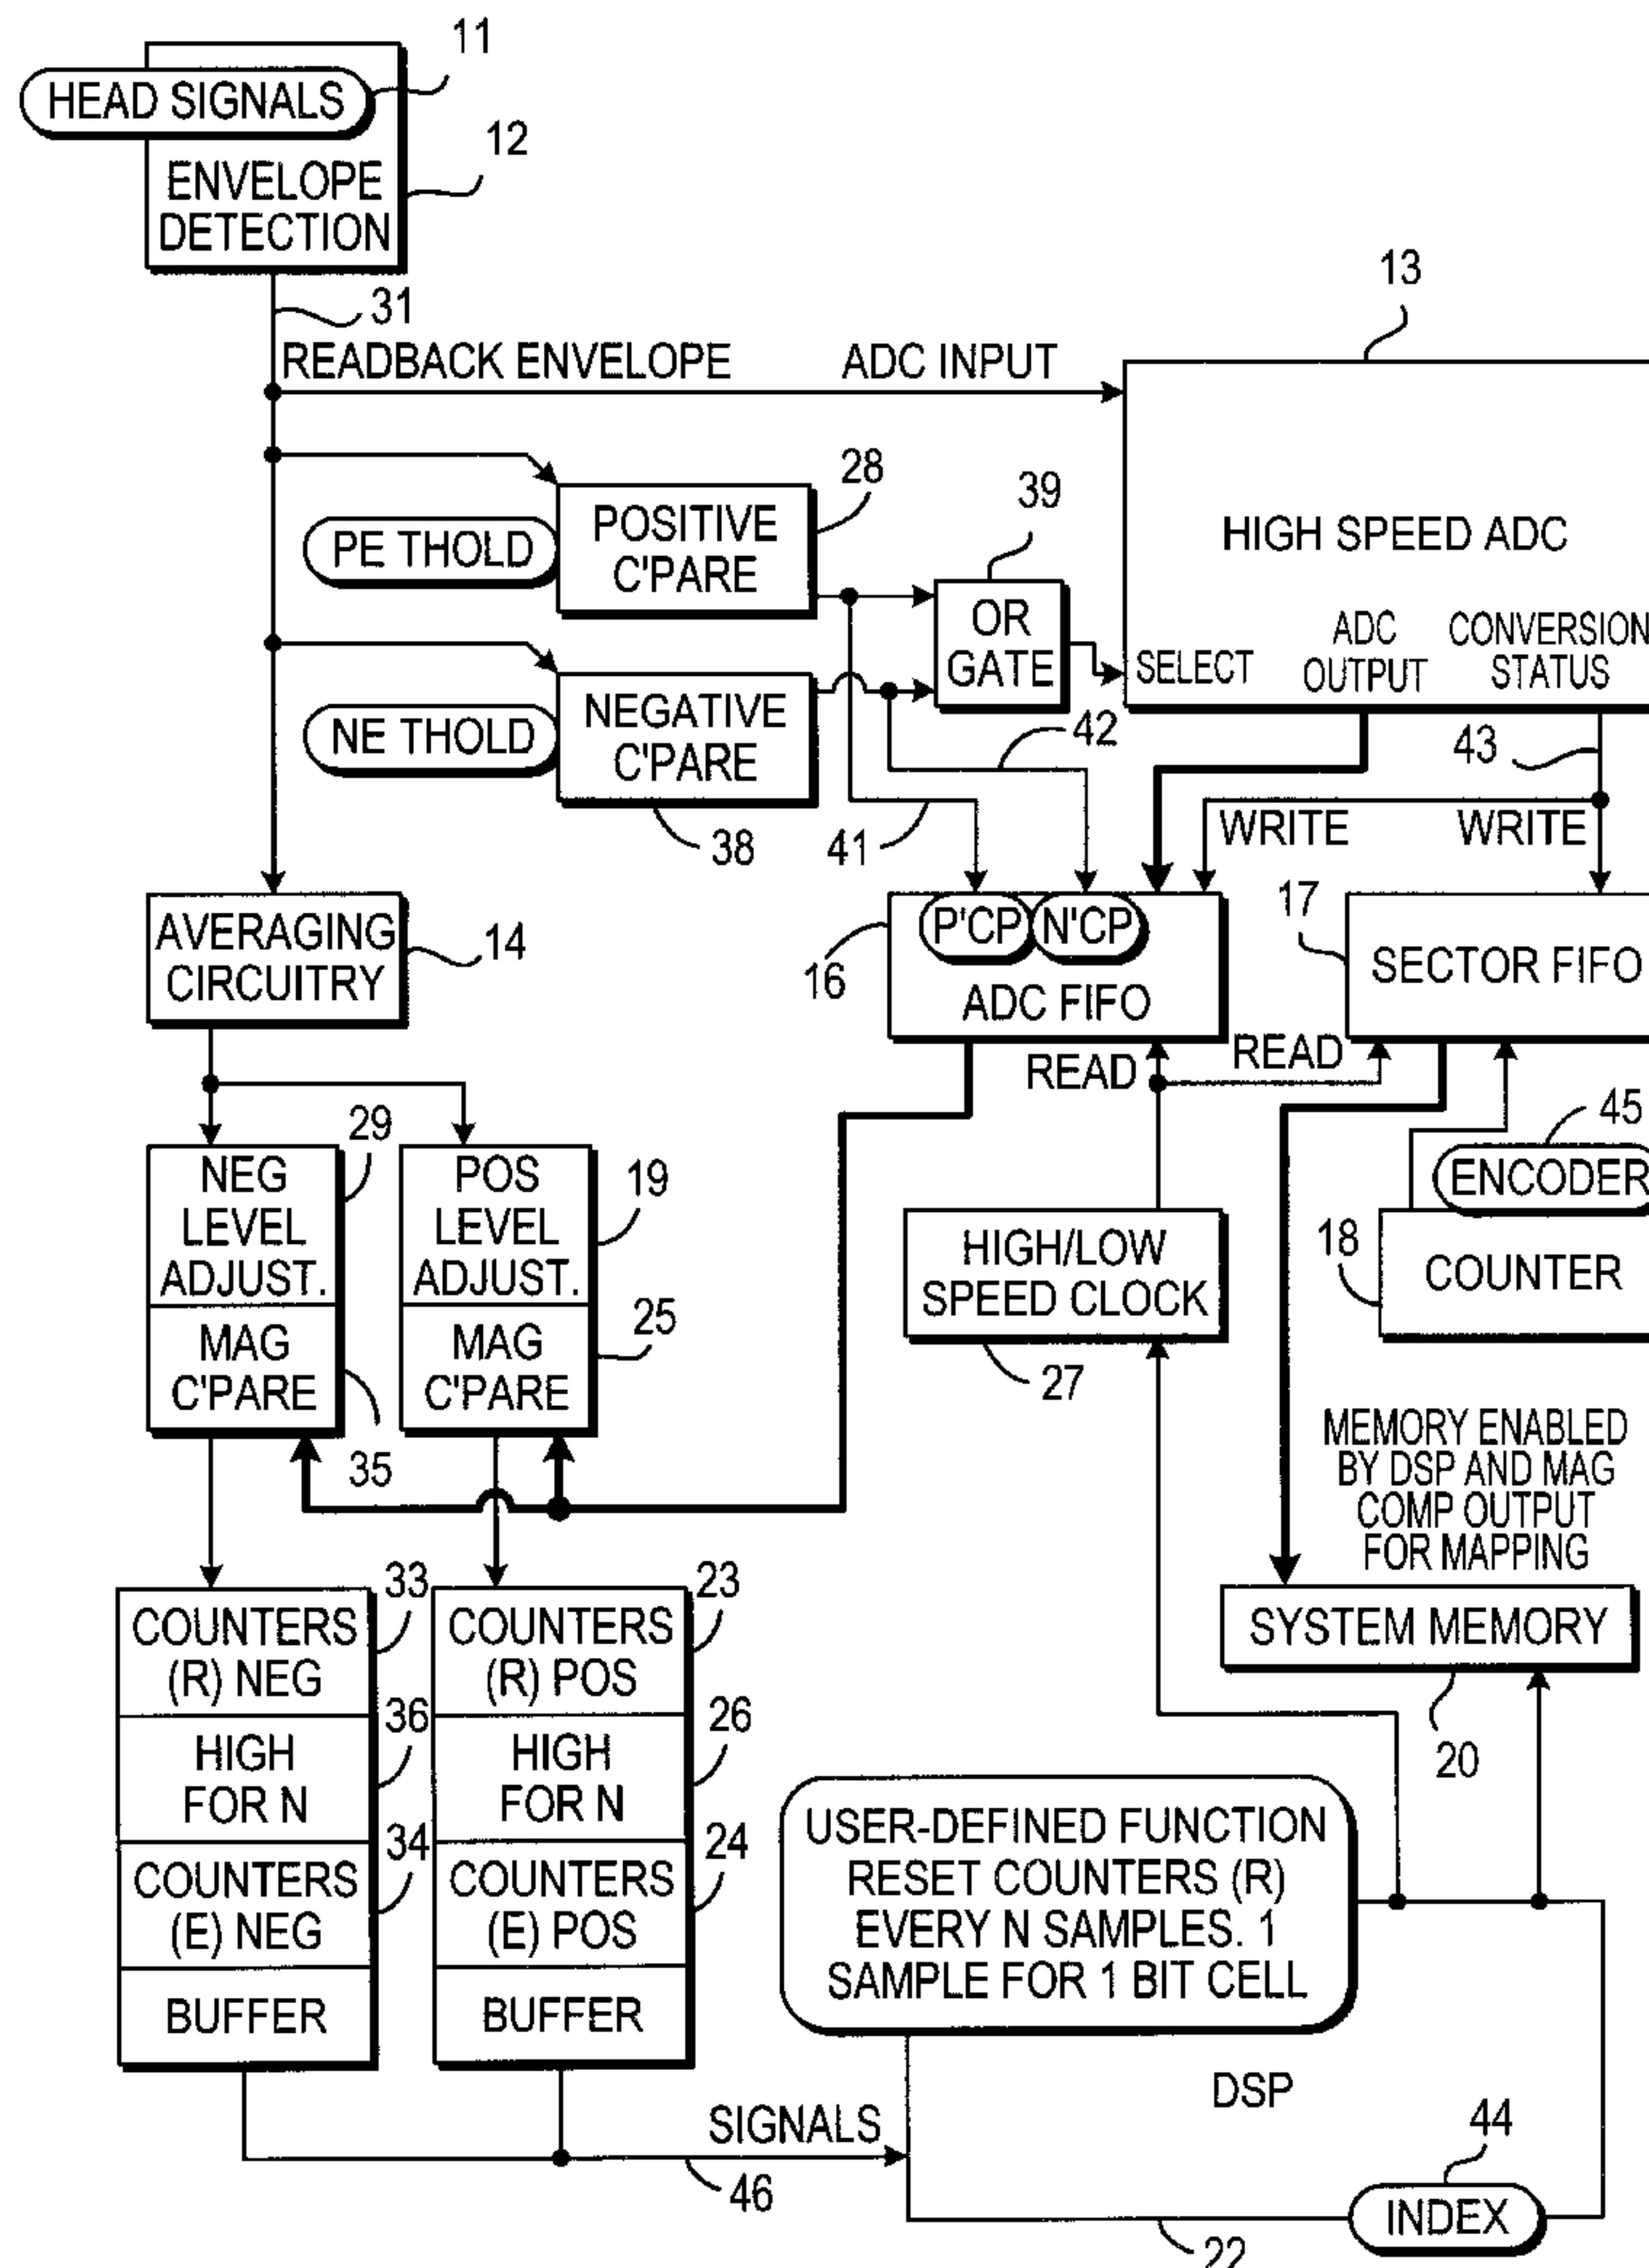 11
HEAD SIGNALS
12
ENVELOPE
DETECTION
13
31
READBACK ENVELOPE
ADC INPUT
28
39
PE THOLD
POSITIVE
C'PARE
HIGH SPEED ADC
OR
GATE
ADC
OUTPUT
CONVERSION
STATUS
SELECT
NE THOLD
NEGATIVE
C'PARE
42
43
38
41
WRITE
WRITE
17
AVERAGING
CIRCUITRY
14
P'CP
N'CP
16
ADC FIFO
SECTOR FIFO
READ
READ
29
45
NEG
LEVEL
ADJUST.
POS
LEVEL
ADJUST.
19
ENCODER
18
COUNTER
HIGH/LOW
SPEED CLOCK
MAG
C'PARE
MAG
C'PARE
25
27
35
MEMORY ENABLED
BY DSP AND MAG
COMP OUTPUT
FOR MAPPING
33
23
COUNTERS
(R) NEG
COUNTERS
(R) POS
SYSTEM MEMORY
36
26
20
HIGH
FOR N
HIGH
FOR N
34
24
COUNTERS
(E) NEG
COUNTERS
(E) POS
USER-DEFINED FUNCTION
RESET COUNTERS (R)
EVERY N SAMPLES. 1
SAMPLE FOR 1 BIT CELL
BUFFER
BUFFER
DSP
SIGNALS
44
46
INDEX
22